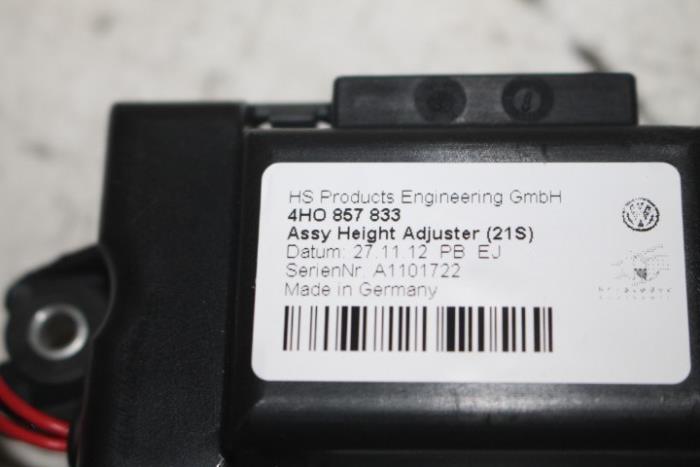 HS Products Engineering GmbH
4HO 857 833
Assy Height Adjuster (21S)
Datum: 27.11.12 PB EJ
SerienNr. A1101722
Made in Germany